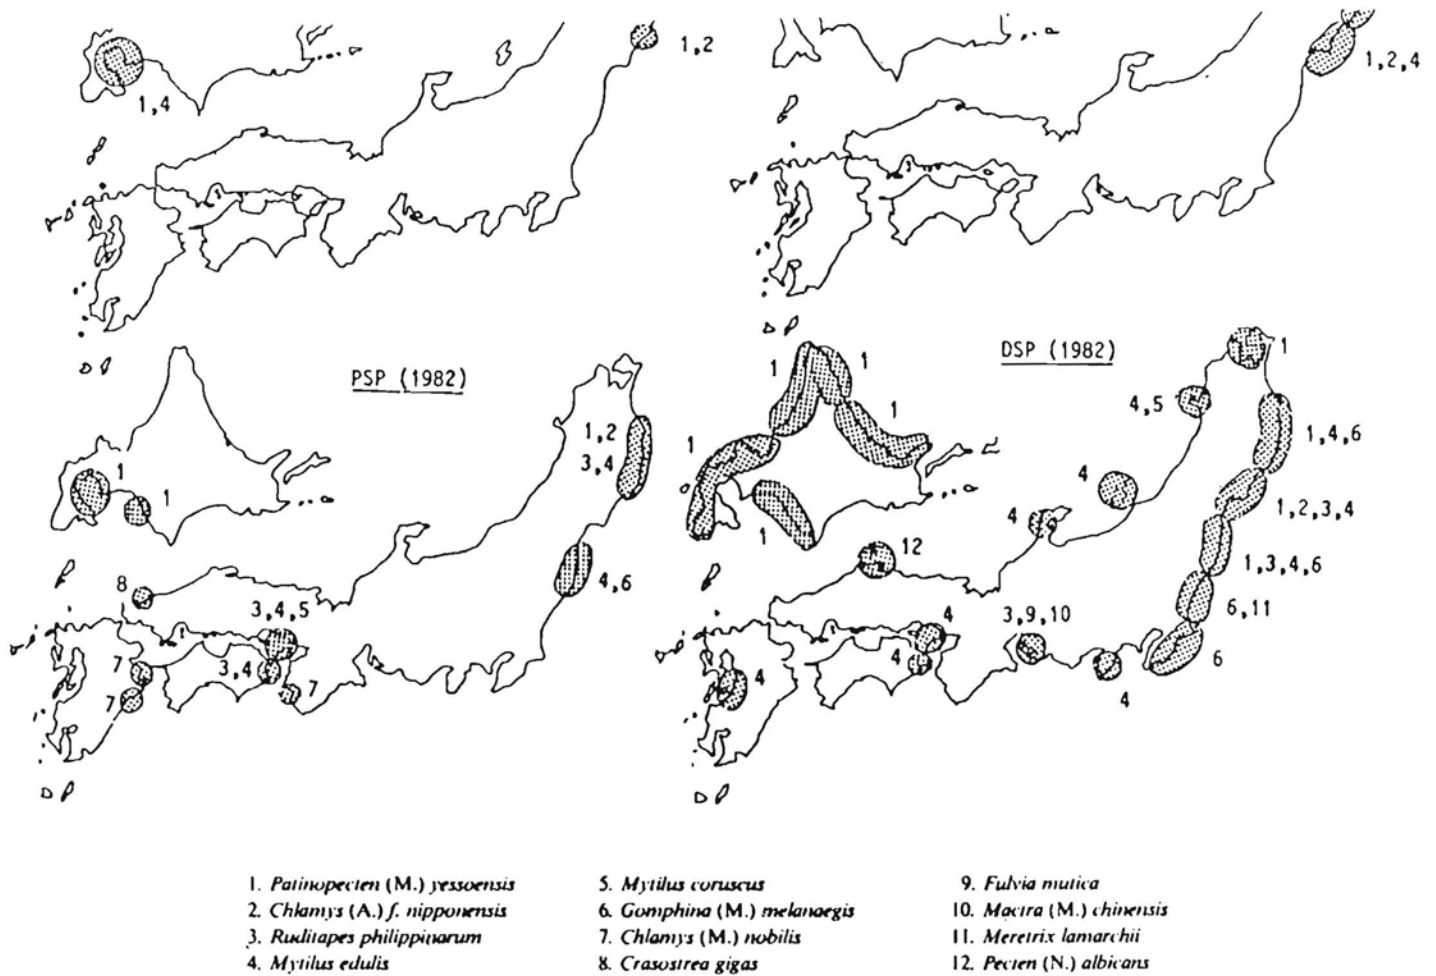 1,2
1,4
1,2,4
PSP (1982)
DSP (1982)
1,2
3,4
1
1
4,6
8
3,4,5
7
3,4
7
7
1
1
1
1
1
1
4,5
1,4,6
4
1,2,3,4
4
12
1,3,4,6
6,11
4
3,9,10
4
6
4
4
1. Patinopecten (M.) yessoensis
2. Chlamys (A.) f. nipponensis
3. Ruditapes philippinarum
4. Mytilus edulis
5. Mytilus coruscus
6. Gomphina (M.) melanaegis
7. Chlamys (M.) nobilis
8. Crasostrea gigas
9. Fulvia mutica
10. Mactra (M.) chinensis
11. Meretrix lamarchii
12. Pecten (N.) albicans